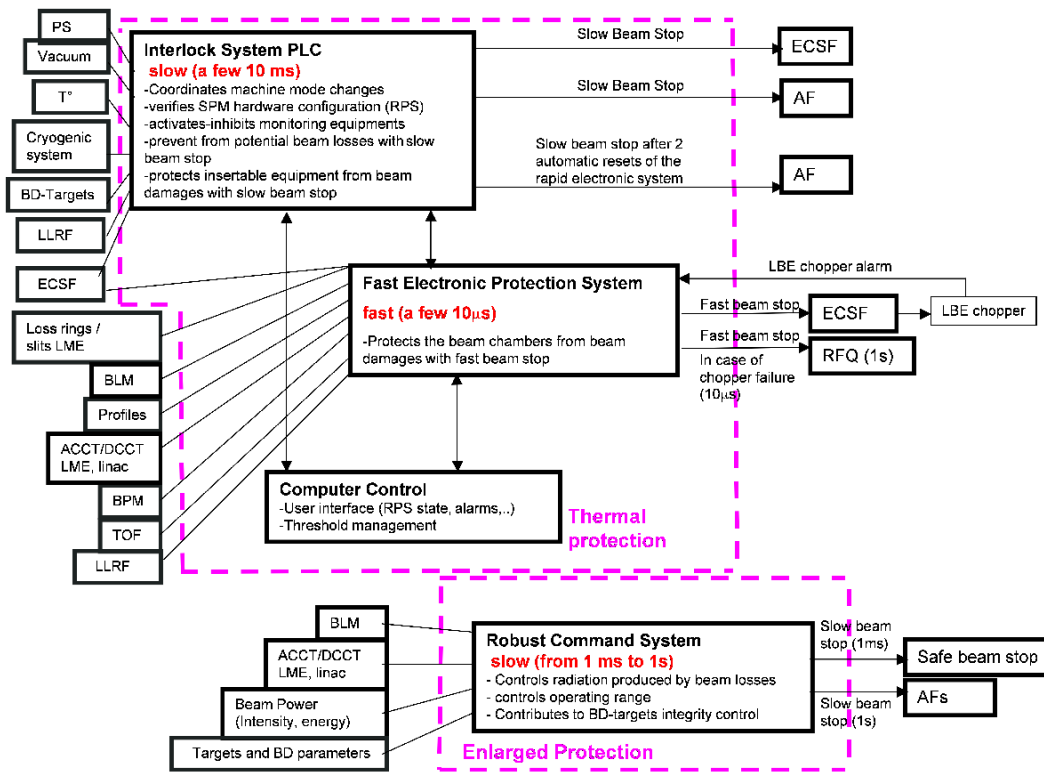 PS
Vacuum
T°
Cryogenic
system
BD-Targets
LLRF
ECSF
Interlock System PLC
slow (a few 10 ms)
-Coordinates machine mode changes
-verifies SPM hardware configuration (RPS)
-activates-inhibits monitoring equipments
-prevent from potential beam losses with slow
beam stop
-protects insertable equipment from beam
damages with slow beam stop
Slow Beam Stop
ECSF
Slow Beam Stop
AF
Slow beam stop after 2
automatic resets of the
rapid electronic system
AF
Loss rings /
slits LME
BLM
Profiles
ACCT/DCCT
LME, linac
BPM
TOF
LLRF
Fast Electronic Protection System
fast (a few 10µs)
-Protects the beam chambers from beam
damages with fast beam stop
LBE chopper alarm
Fast beam stop
ECSF
LBE chopper
Fast beam stop
RFQ (1s)
In case of
chopper failure
(10µs)
Computer Control
-User interface (RPS state, alarms,..)
-Threshold management
Thermal
protection
BLM
ACCT/DCCT
LME, linac
Beam Power
(Intensity, energy)
Targets and BD parameters
Robust Command System
slow (from 1 ms to 1s)
- Controls radiation produced by beam losses
- controls operating range
- Contributes to BD-targets integrity control
Slow beam
stop (1ms)
Safe beam stop
AFs
Slow beam
stop (1s)
Enlarged Protection